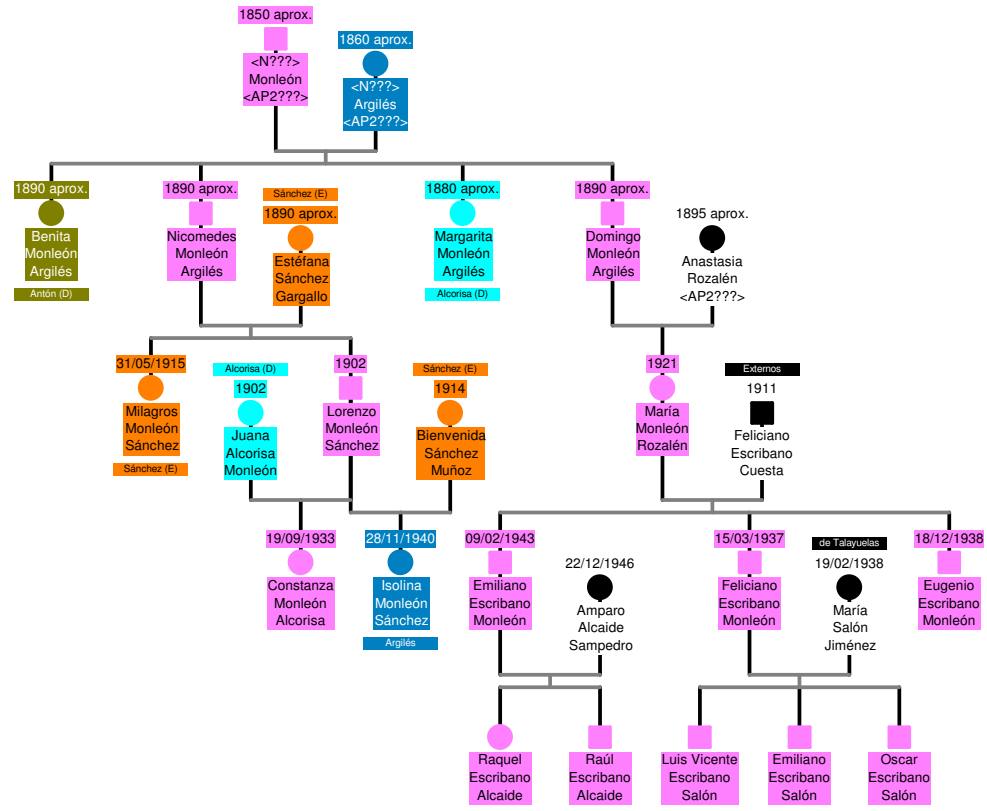 1850 aprox.
<N???>
Monleón
<AP2???>
1860 aprox.
<N???>
Argilés
<AP2???>
1890 aprox.
Benita
Monleón
Argilés
Antón (D)
1890 aprox.
Nicomedes
Monleón
Argilés
Sánchez (E)
1890 aprox.
Estéfana
Sánchez
Gargallo
1880 aprox.
Margarita
Monleón
Argilés
Alcorisa (D)
1890 aprox.
Domingo
Monleón
Argilés
1895 aprox.
Anastasia
Rozalén
<AP2???>
31/05/1915
Milagros
Monleón
Sánchez
Sánchez (E)
Alcorisa (D)
1902
Juana
Alcorisa
Monleón
1902
Lorenzo
Monleón
Sánchez
Sánchez (E)
1914
Bienvenida
Sánchez
Muñoz
1921
María
Monleón
Rozalén
Externos
1911
Feliciano
Escribano
Cuesta
19/09/1933
Constanza
Monleón
Alcorisa
28/11/1940
Isolina
Monleón
Sánchez
Argilés
09/02/1943
Emiliano
Escribano
Monleón
22/12/1946
Amparo
Alcaide
Sampedro
15/03/1937
Feliciano
Escribano
Monleón
de Talayuelas
19/02/1938
María
Salón
Jiménez
18/12/1938
Eugenio
Escribano
Monleón
Raquel
Escribano
Alcaide
Raúl
Escribano
Alcaide
Luis Vicente
Escribano
Salón
Emiliano
Escribano
Salón
Oscar
Escribano
Salón